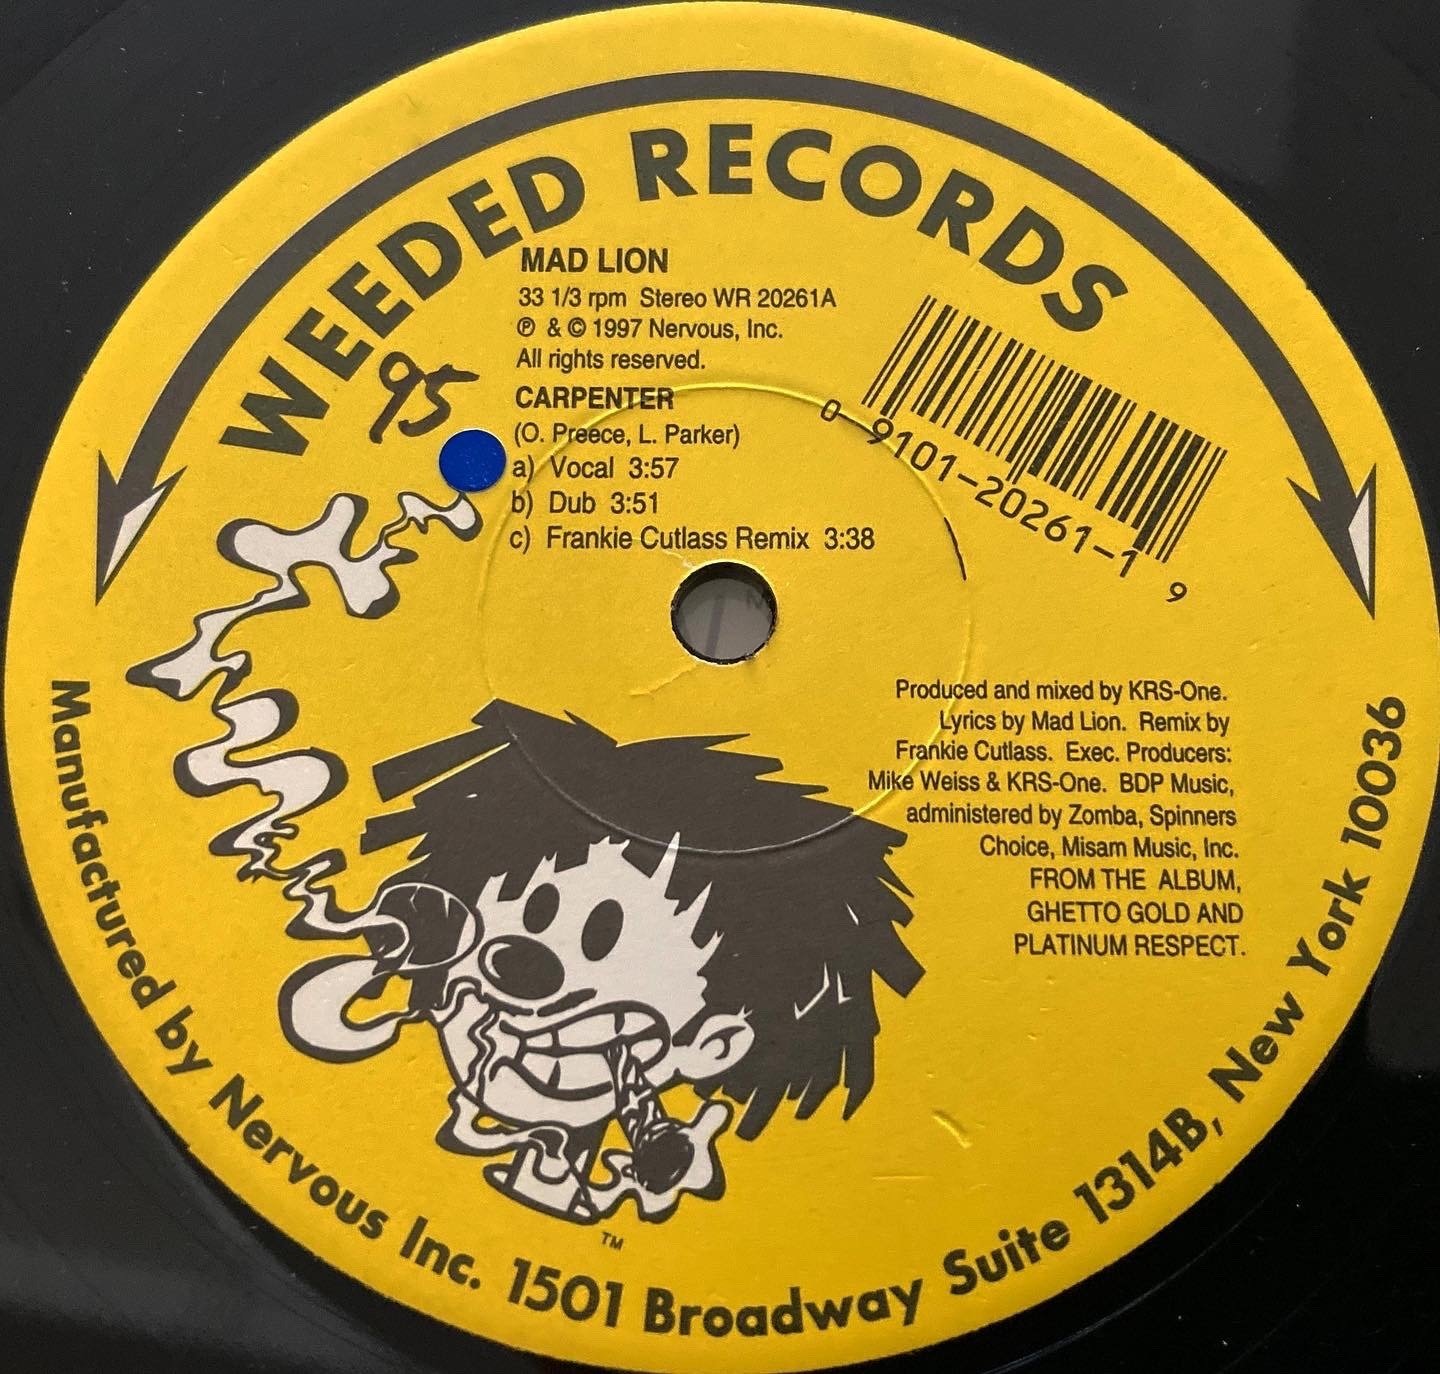 WEEDED RECORDS
MAD LION
33 1/3 rpm Stereo WR 20261A
℗ & © 1997 Nervous, Inc.
All rights reserved.
95
CARPENTER
(O. Preece, L. Parker)
a) Vocal 3:57
b) Dub 3:51
c) Frankie Cutlass Remix 3:38
0 9101-20261-1 9
Produced and mixed by KRS-One.
Lyrics by Mad Lion. Remix by
Frankie Cutlass. Exec. Producers:
Mike Weiss & KRS-One. BDP Music,
administered by Zomba, Spinners
Choice, Misam Music, Inc.
FROM THE ALBUM,
GHETTO GOLD AND
PLATINUM RESPECT.
TM
Manufactured by Nervous Inc. 1501 Broadway Suite 1314B, New York 10036